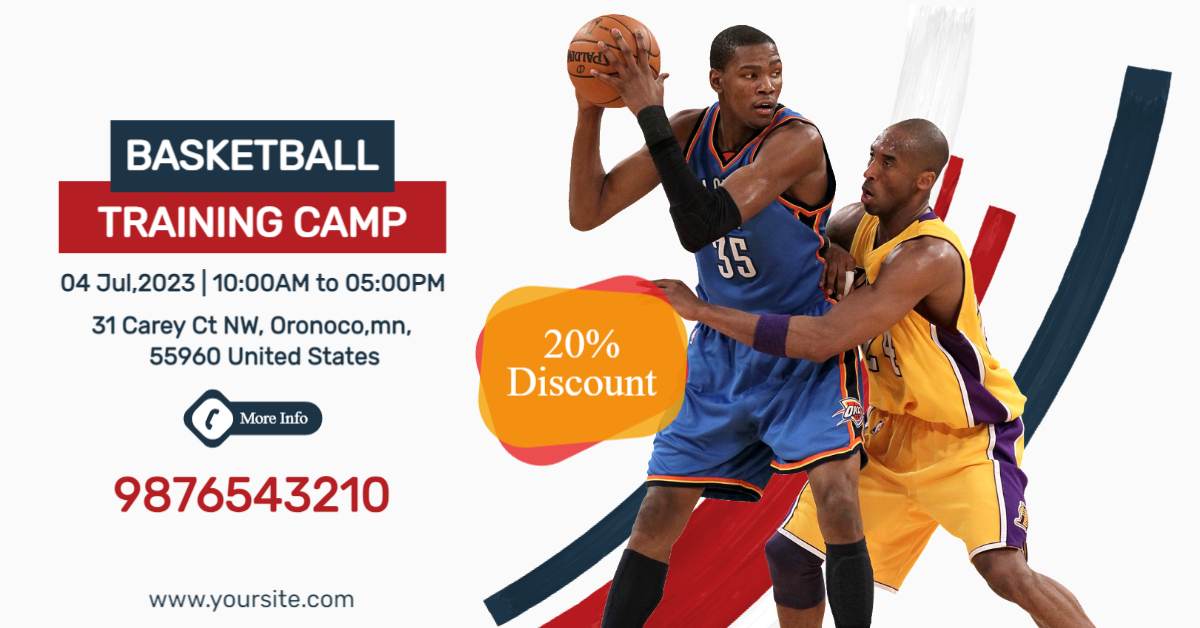 BASKETBALL
TRAINING CAMP
04 Jul,2023 | 10:00AM to 05:00PM
31 Carey Ct NW, Oronoco,mn,
55960 United States
More Info
9876543210
www.yoursite.com
20%
Discount
SPALDING
35
24
OKC